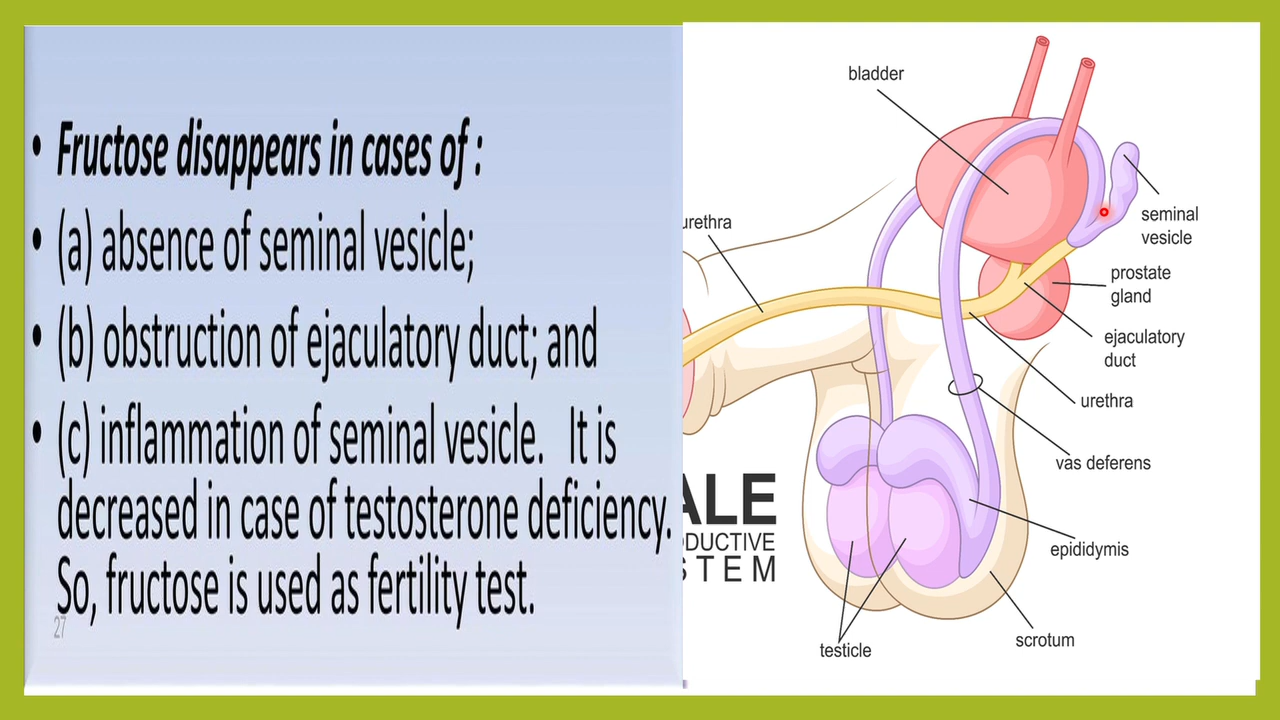 • Fructose disappears in cases of :
• (a) absence of seminal vesicle;
• (b) obstruction of ejaculatory duct; and
• (c) inflammation of seminal vesicle. It is
decreased in case of testosterone deficiency.
So, fructose is used as fertility test.
27
bladder
urethra
seminal
vesicle
prostate
gland
ejaculatory
duct
urethra
vas deferens
ALE
DUCTIVE
STEM
epididymis
testicle
scrotum